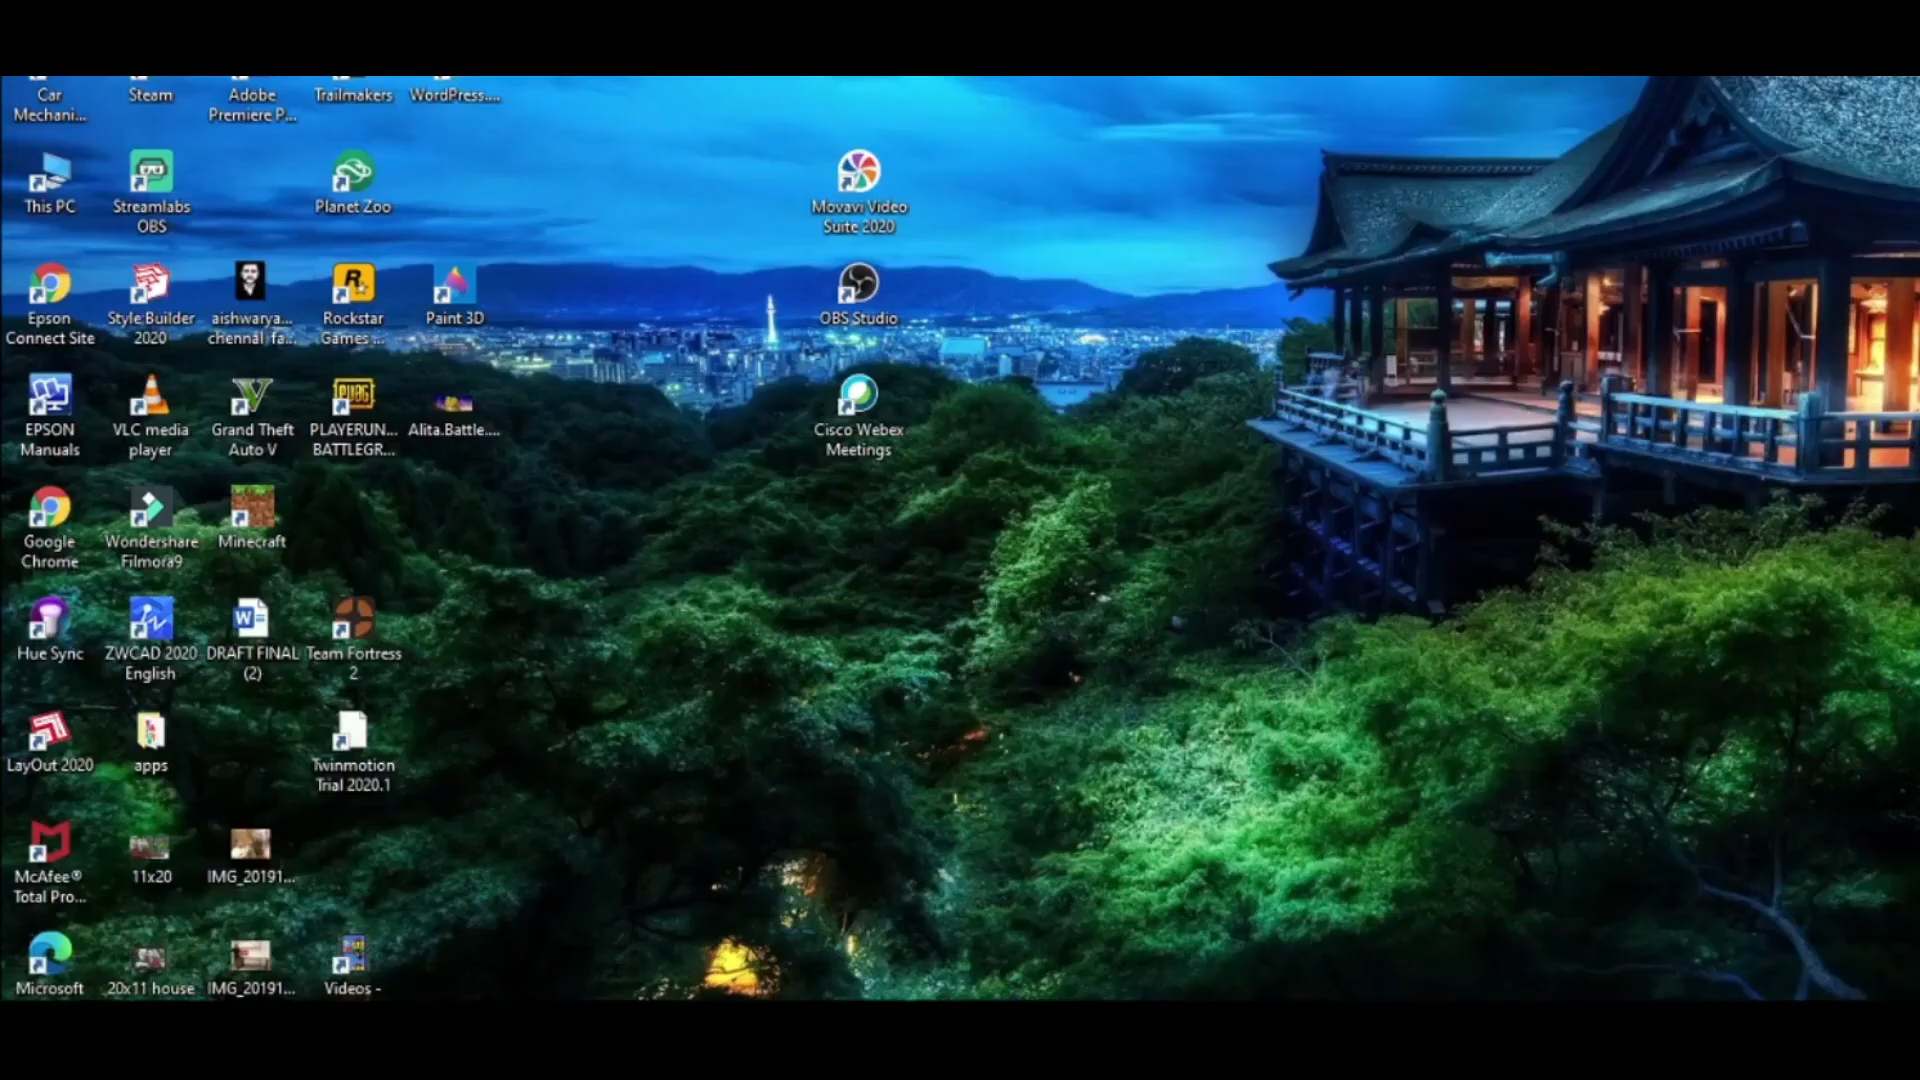 Car
Mechani...
Steam
Adobe
Premiere P...
Trailmakers
WordPress....
This PC
Streamlabs
OBS
Planet Zoo
Movavi Video
Suite 2020
Epson
Connect Site
Style Builder
2020
aishwarya...
chennai_fa...
Rockstar
Games ...
Paint 3D
OBS Studio
EPSON
Manuals
VLC media
player
Grand Theft
Auto V
PLAYERUN...
BATTLEGR...
Alita.Battle....
Cisco Webex
Meetings
Google
Chrome
Wondershare
Filmora9
Minecraft
Hue Sync
ZWCAD 2020
English
DRAFT FINAL
(2)
Team Fortress
2
LayOut 2020
apps
Twinmotion
Trial 2020.1
McAfee®
Total Pro...
11x20
IMG_20191...
Microsoft
20x11 house
IMG_20191...
Videos -